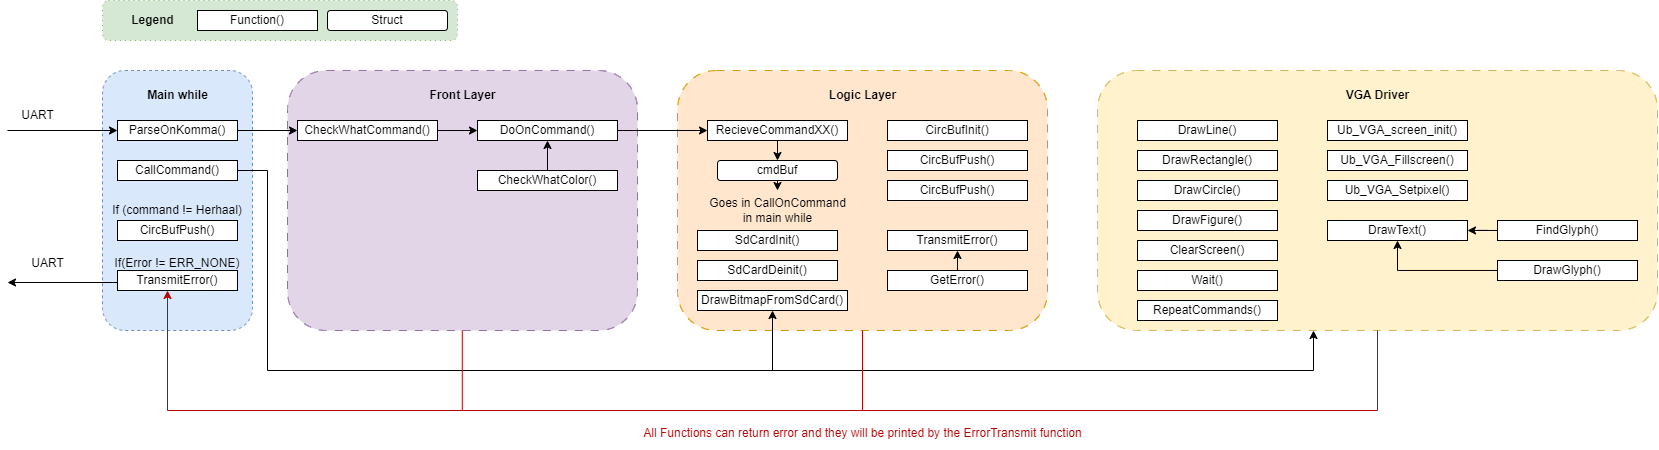 Legend
Function()
Struct
UART
UART
Main while
ParseOnKomma()
CallCommand()
If (command != Herhaal)
CircBufPush()
If(Error != ERR_NONE)
TransmitError()
Front Layer
CheckWhatCommand()
DoOnCommand()
CheckWhatColor()
Logic Layer
RecieveCommandXX()
cmdBuf
Goes in CallOnCommand
in main while
SdCardInit()
SdCardDeinit()
DrawBitmapFromSdCard()
CircBufInit()
CircBufPush()
CircBufPush()
TransmitError()
GetError()
VGA Driver
DrawLine()
DrawRectangle()
DrawCircle()
DrawFigure()
ClearScreen()
Wait()
RepeatCommands()
Ub_VGA_screen_init()
Ub_VGA_Fillscreen()
Ub_VGA_Setpixel()
DrawText()
FindGlyph()
DrawGlyph()
All Functions can return error and they will be printed by the ErrorTransmit function